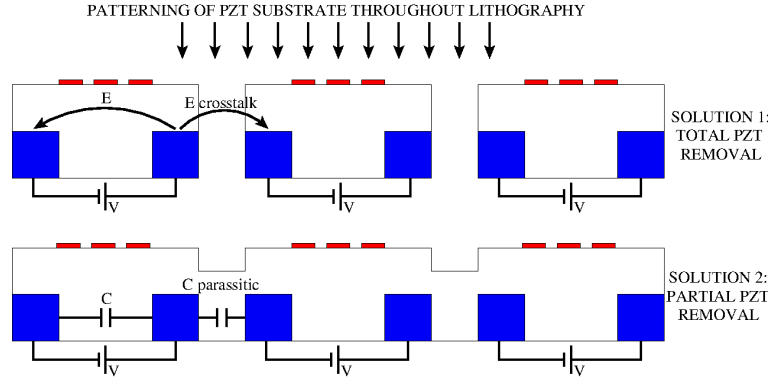 PATTERNING OF PZT SUBSTRATE THROUGHOUT LITHOGRAPHY
E
E crosstalk
SOLUTION 1:
TOTAL PZT
REMOVAL
V
V
V
C
C parassitic
SOLUTION 2:
PARTIAL PZT
REMOVAL
V
V
V